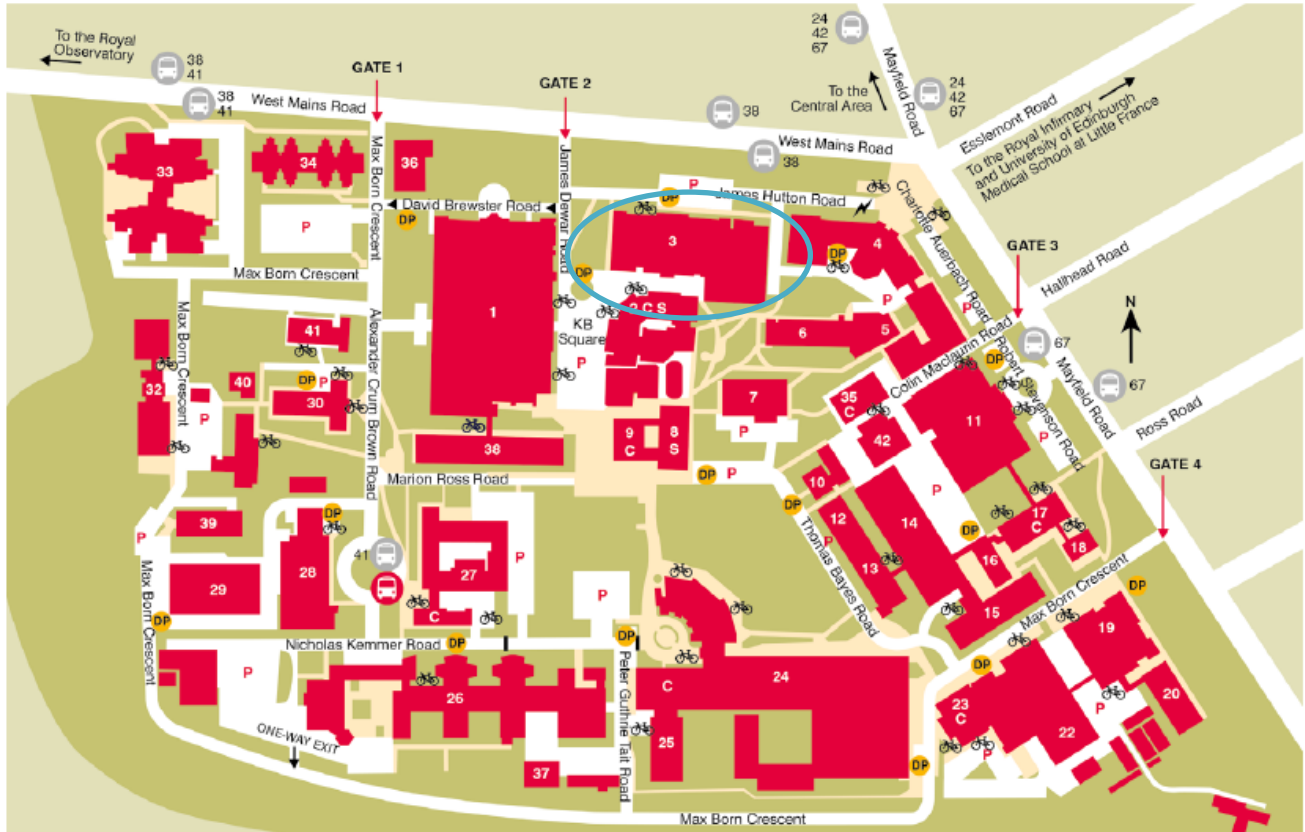 To the Royal
Observatory
38
41
38
41
GATE 1
West Mains Road
GATE 2
38
24
42
67
To the
Central Area
Mayfield Road
24
42
67
Esslemont Road
To the Royal Infirmary
and University of Edinburgh
Medical School at Little France
West Mains Road
38
33
34
36
Max Born Crescent
James Dewar Road
P
James Hutton Road
David Brewster Road
DP
DP
P
3
4
DP
Charlotte Auerbach Road
GATE 3
Hallhead Road
Max Born Crescent
DP
P
P
N
1
2 C S
KB
Square
P
6
5
Colin Maclaurin Road
Robert Stevenson Road
67
DP
Mayfield Road
67
Ross Road
Max Born Crescent
Alexander Crum Brown Road
41
32
40
DP
P
30
P
7
P
35
C
42
11
P
9
C
8
S
38
Marion Ross Road
DP
P
GATE 4
10
DP
P
12
P
14
17
C
DP
39
P
DP
28
41
27
P
C
P
13
16
18
15
Thomas Bayes Road
Max Born Crescent
DP
29
DP
Max Born Crescent
Nicholas Kemmer Road
DP
DP
Peter Guthrie Tait Road
P
26
C
24
25
37
ONE-WAY EXIT
DP
19
23
C
22
P
P
20
DP
Max Born Crescent